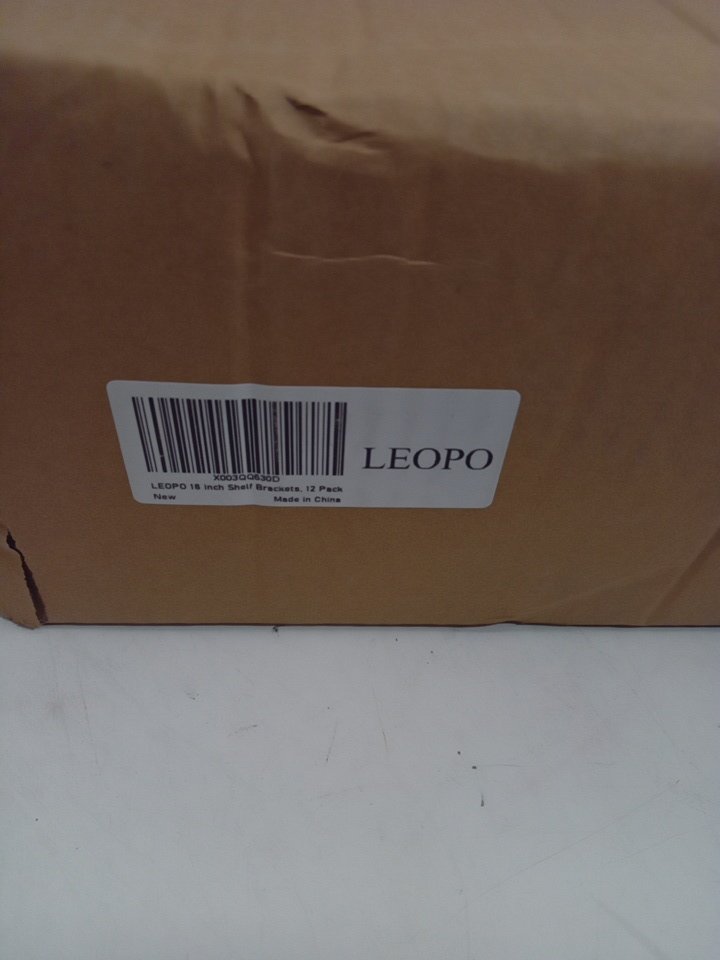 X003QQ630D
LEOPO
LEOPO 18 inch Shelf Brackets, 12 Pack
New Made in China